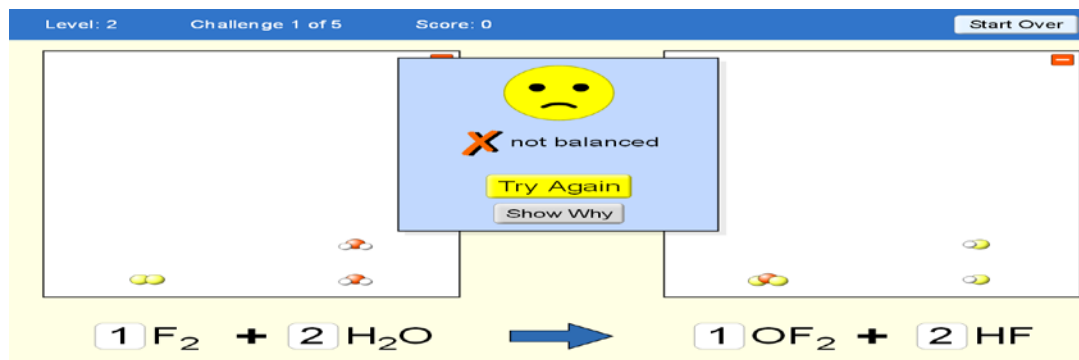 Level: 2 Challenge 1 of 5 Score: 0 Start Over
not balanced
Try Again
Show Why
1 F₂ + 2 H₂O 1 OF₂ + 2 HF